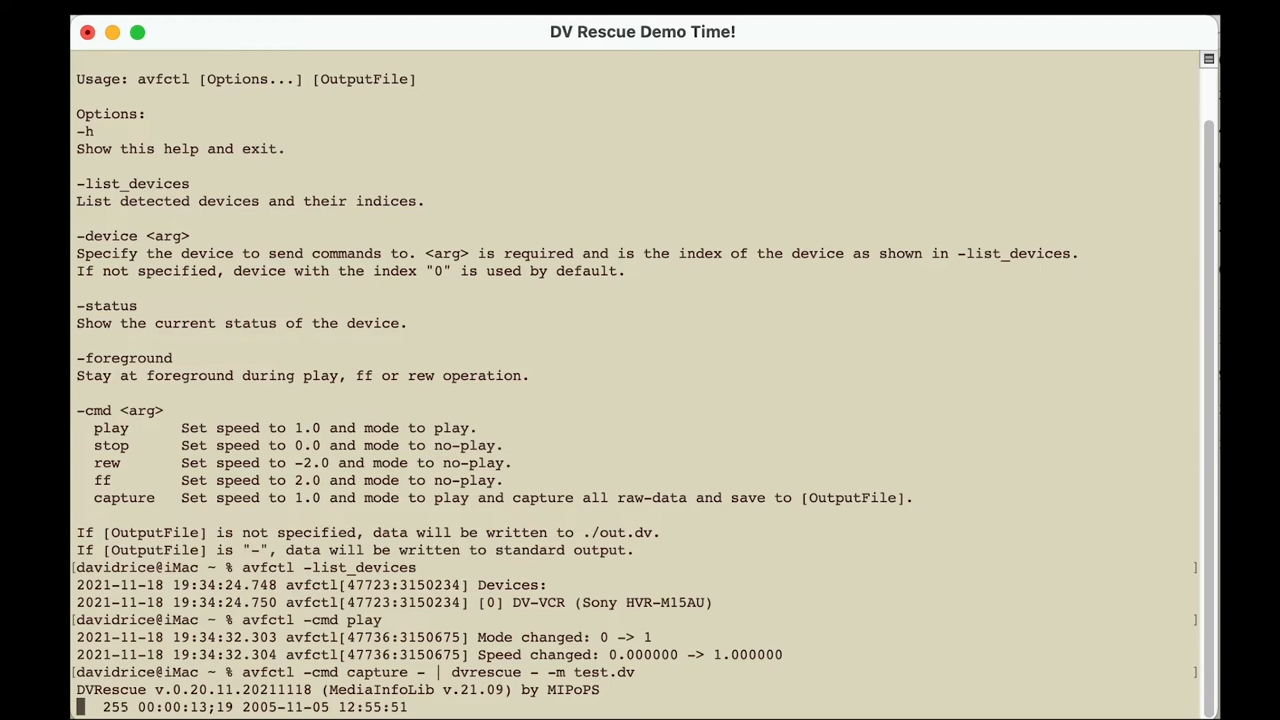 DV Rescue Demo Time!
Usage: avfctl [Options...] [OutputFile]
Options:
-h
Show this help and exit.
-list_devices
List detected devices and their indices.
-device <arg>
Specify the device to send commands to. <arg> is required and is the index of the device as shown in -list_devices.
If not specified, device with the index "0" is used by default.
-status
Show the current status of the device.
-foreground
Stay at foreground during play, ff or rew operation.
-cmd <arg>
play Set speed to 1.0 and mode to play.
stop Set speed to 0.0 and mode to no-play.
rew Set speed to -2.0 and mode to no-play.
ff Set speed to 2.0 and mode to no-play.
capture Set speed to 1.0 and mode to play and capture all raw-data and save to [OutputFile].
If [OutputFile] is not specified, data will be written to ./out.dv.
If [OutputFile] is "-", data will be written to standard output.
[davidrice@iMac ~ % avfctl -list_devices ]
2021-11-18 19:34:24.748 avfctl[47723:3150234] Devices:
2021-11-18 19:34:24.750 avfctl[47723:3150234] [0] DV-VCR (Sony HVR-M15AU)
[davidrice@iMac ~ % avfctl -cmd play ]
2021-11-18 19:34:32.303 avfctl[47736:3150675] Mode changed: 0 -> 1
2021-11-18 19:34:32.304 avfctl[47736:3150675] Speed changed: 0.000000 -> 1.000000
[davidrice@iMac ~ % avfctl -cmd capture - | dvrescue - -m test.dv ]
DVRescue v.0.20.11.20211118 (MediaInfoLib v.21.09) by MIPoPS
255 00:00:13;19 2005-11-05 12:55:51